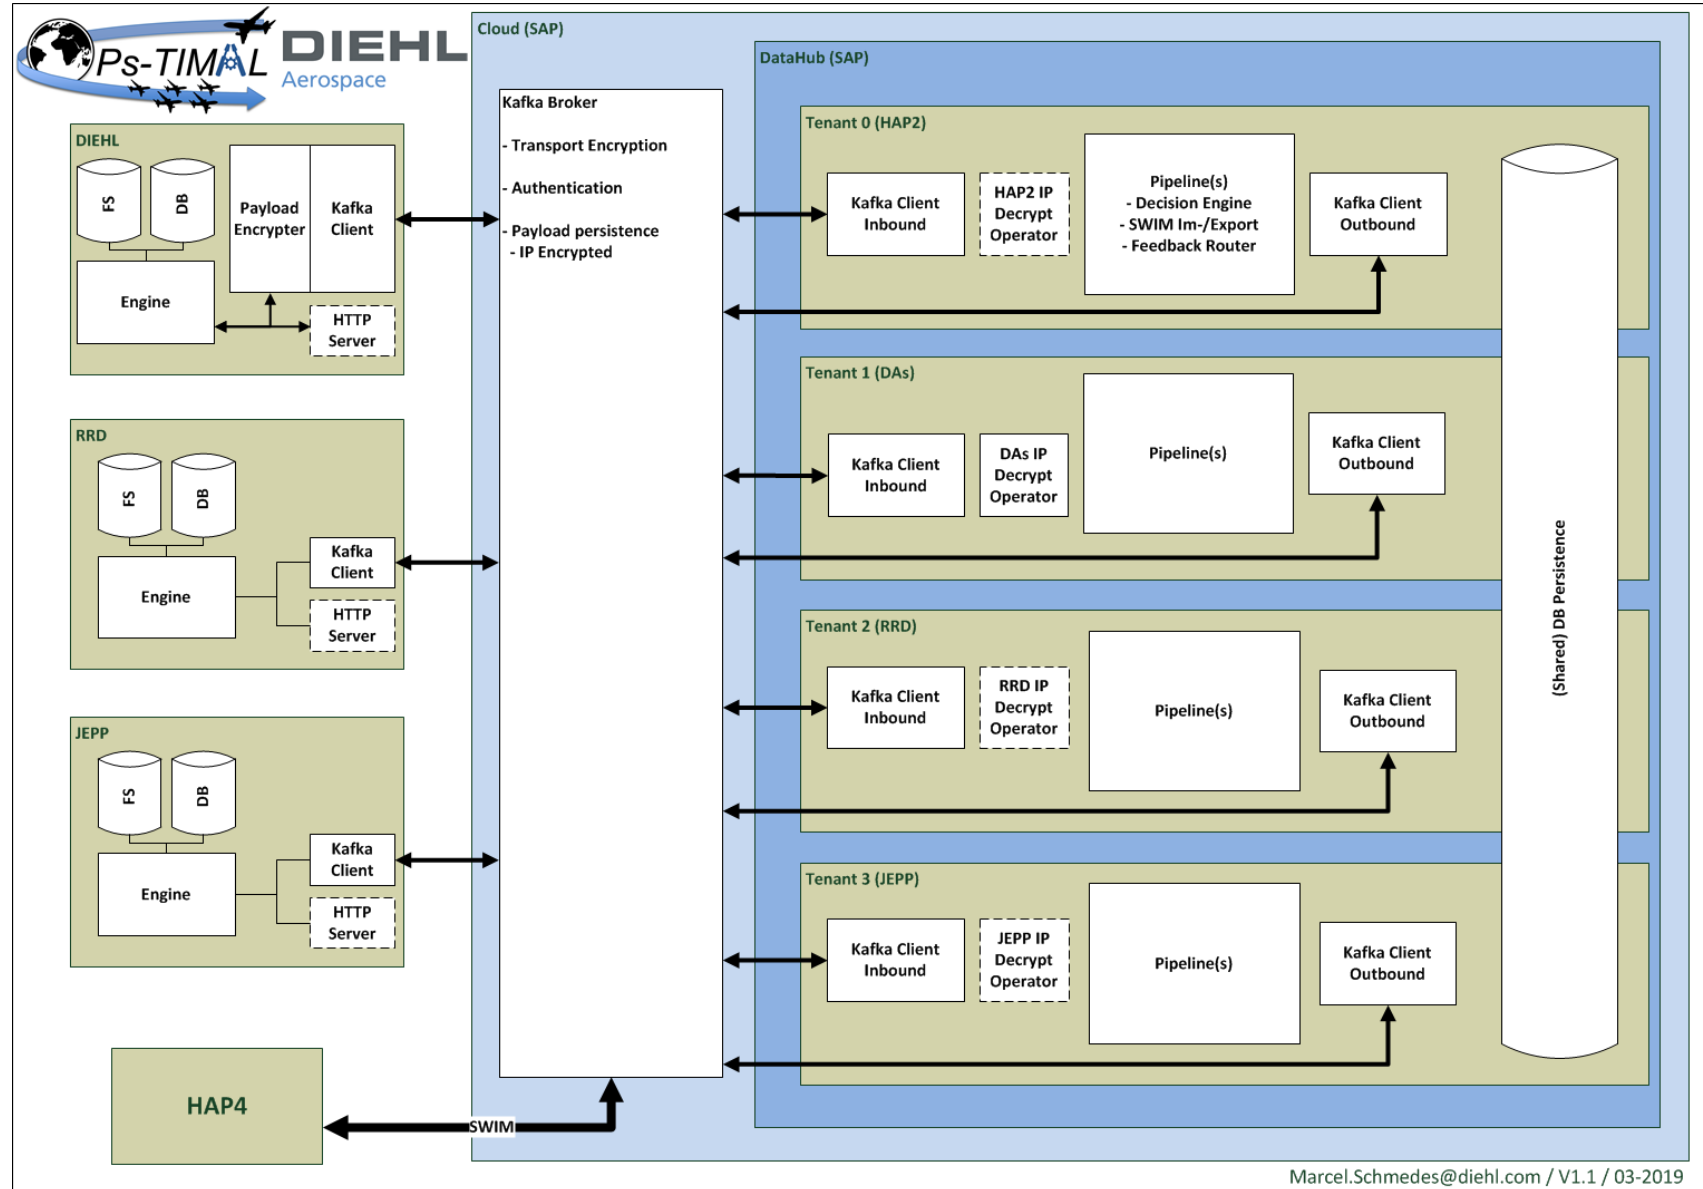 Ps-TIMAL
DIEHL
Aerospace
Cloud (SAP)
DataHub (SAP)
Kafka Broker
- Transport Encryption
- Authentication
- Payload persistence
- IP Encrypted
DIEHL
FS
DB
Payload
Encrypter
Kafka
Client
Engine
HTTP
Server
RRD
FS
DB
Kafka
Client
Engine
HTTP
Server
JEPP
FS
DB
Kafka
Client
Engine
HTTP
Server
HAP4
SWIM
Tenant 0 (HAP2)
Kafka Client
Inbound
HAP2 IP
Decrypt
Operator
Pipeline(s)
- Decision Engine
- SWIM Im-/Export
- Feedback Router
Kafka Client
Outbound
Tenant 1 (DAs)
Kafka Client
Inbound
DAs IP
Decrypt
Operator
Pipeline(s)
Kafka Client
Outbound
Tenant 2 (RRD)
Kafka Client
Inbound
RRD IP
Decrypt
Operator
Pipeline(s)
Kafka Client
Outbound
Tenant 3 (JEPP)
Kafka Client
Inbound
JEPP IP
Decrypt
Operator
Pipeline(s)
Kafka Client
Outbound
(Shared) DB Persistence
Marcel.Schmedes@diehl.com / V1.1 / 03-2019